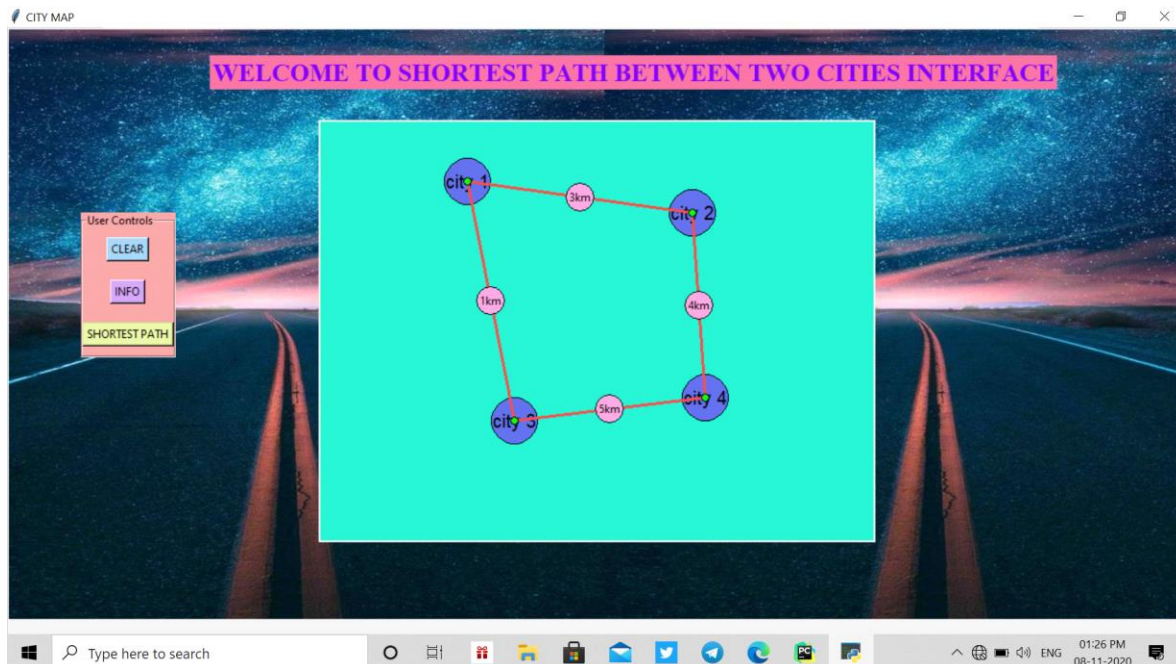 CITY MAP
WELCOME TO SHORTEST PATH BETWEEN TWO CITIES INTERFACE
city 1
3km
city 2
User Controls
CLEAR
INFO
SHORTEST PATH
1km
4km
city 4
5km
city 3
Type here to search
ENG
01:26 PM
08-11-2020
PC